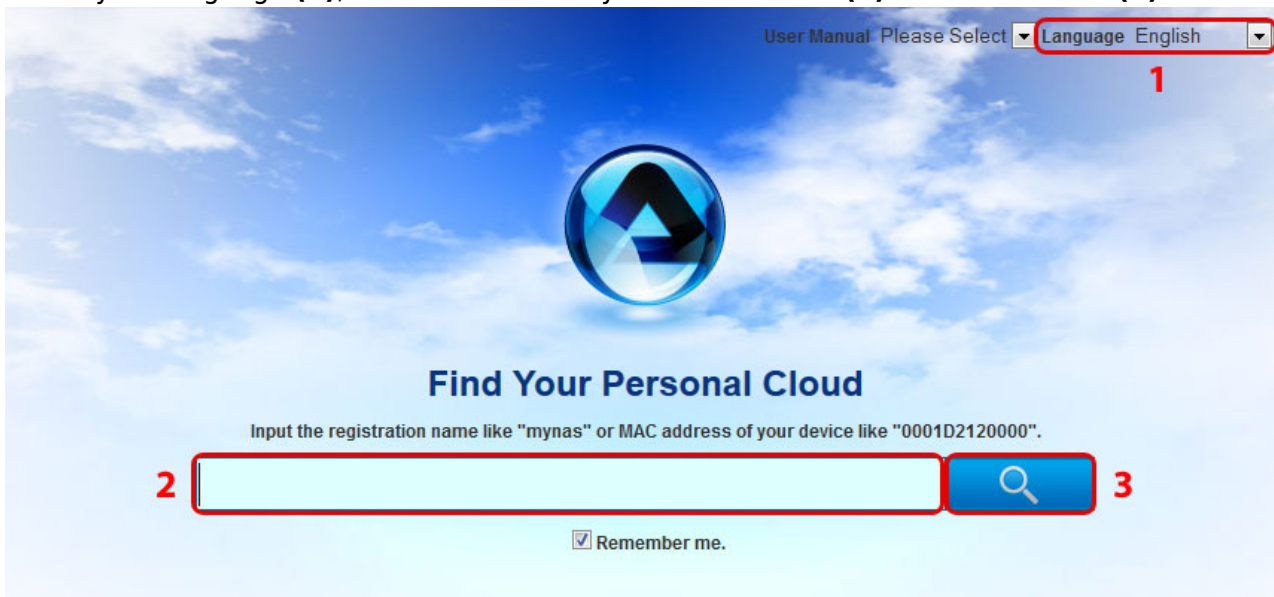 User Manual Please Select Language English
1
Find Your Personal Cloud
Input the registration name like "mynas" or MAC address of your device like "0001D2120000".
2
3
Remember me.